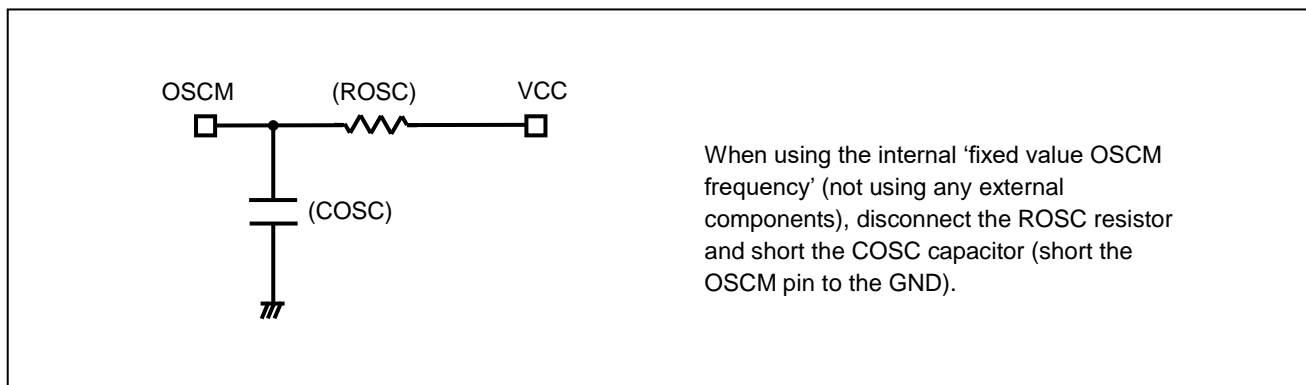 OSCM (ROSC) VCC
(COSC)
When using the internal ‘fixed value OSCM
frequency’ (not using any external
components), disconnect the ROSC resistor
and short the COSC capacitor (short the
OSCM pin to the GND).